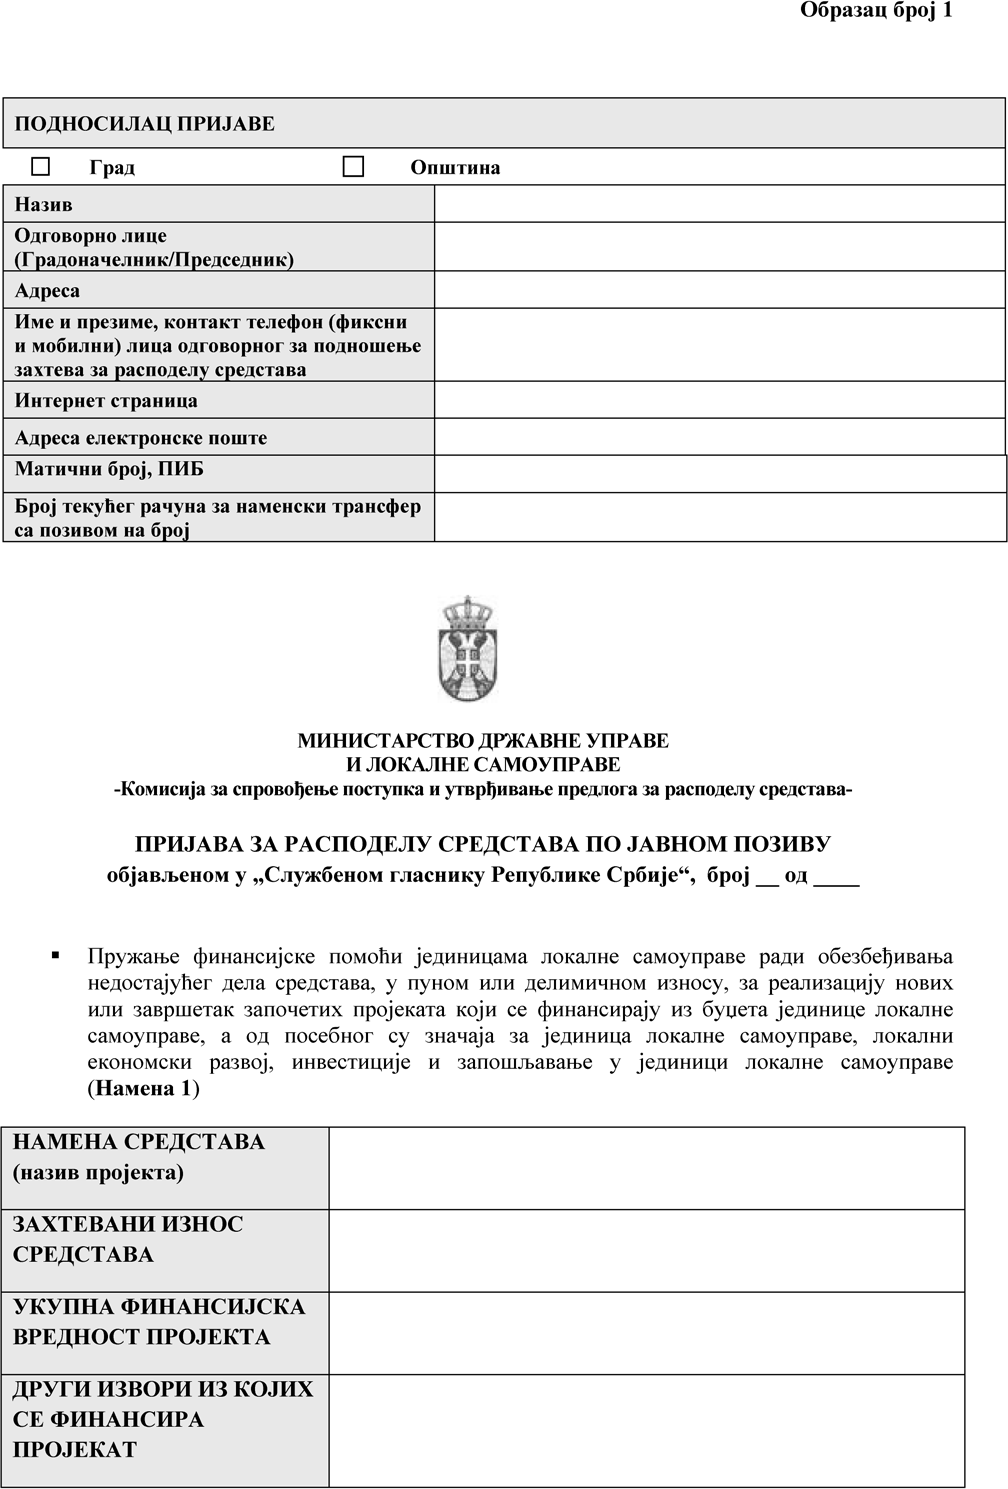 Образац број 1
ПОДНОСИЛАЦ ПРИЈАВЕ
Град Општина
Назив
Одговорно лице
(Градоначелник/Председник)
Адреса
Име и презиме, контакт телефон (фиксни
и мобилни) лица одговорног за подношење
захтева за расподелу средстава
Интернет страница
Адреса електронске поште
Матични број, ПИБ
Број текућег рачуна за наменски трансфер
са позивом на број
МИНИСТАРСТВО ДРЖАВНЕ УПРАВЕ
И ЛОКАЛНЕ САМОУПРАВЕ
-Комисија за спровођење поступка и утврђивање предлога за расподелу средстава-
ПРИЈАВА ЗА РАСПОДЕЛУ СРЕДСТАВА ПО ЈАВНОМ ПОЗИВУ
објављеном у „Службеном гласнику Републике Србије“, број __ од ____
▪ Пружање финансијске помоћи јединицама локалне самоуправе ради обезбеђивања
недостајућег дела средстава, у пуном или делимичном износу, за реализацију нових
или завршетак започетих пројеката који се финансирају из буџета јединице локалне
самоуправе, а од посебног су значаја за јединица локалне самоуправе, локални
економски развој, инвестиције и запошљавање у јединици локалне самоуправе
(Намена 1)
НАМЕНА СРЕДСТАВА
(назив пројекта)
ЗАХТЕВАНИ ИЗНОС
СРЕДСТАВА
УКУПНА ФИНАНСИЈСКА
ВРЕДНОСТ ПРОЈЕКТА
ДРУГИ ИЗВОРИ ИЗ КОЈИХ
СЕ ФИНАНСИРА
ПРОЈЕКАТ